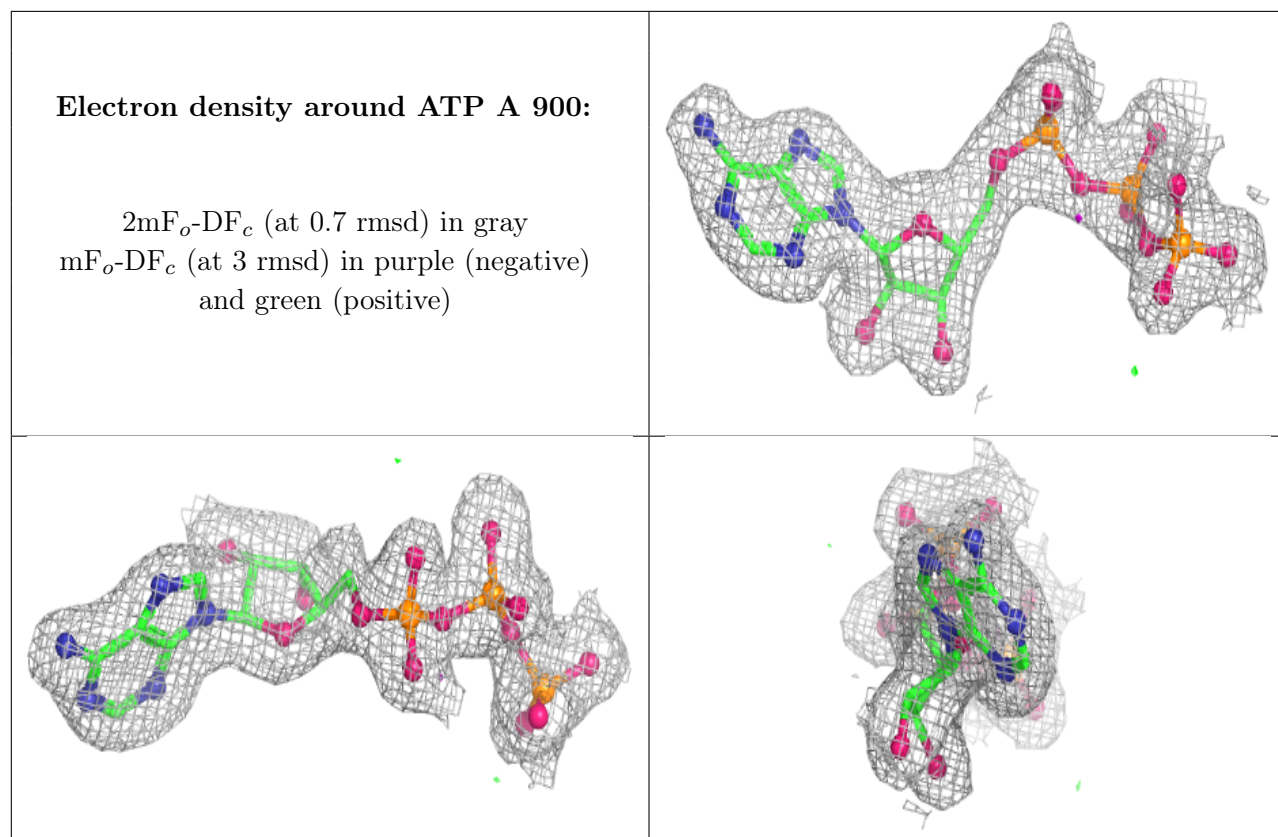 Electron density around ATP A 900:
2mFₒ-DF𝑐 (at 0.7 rmsd) in gray
mFₒ-DF𝑐 (at 3 rmsd) in purple (negative)
and green (positive)